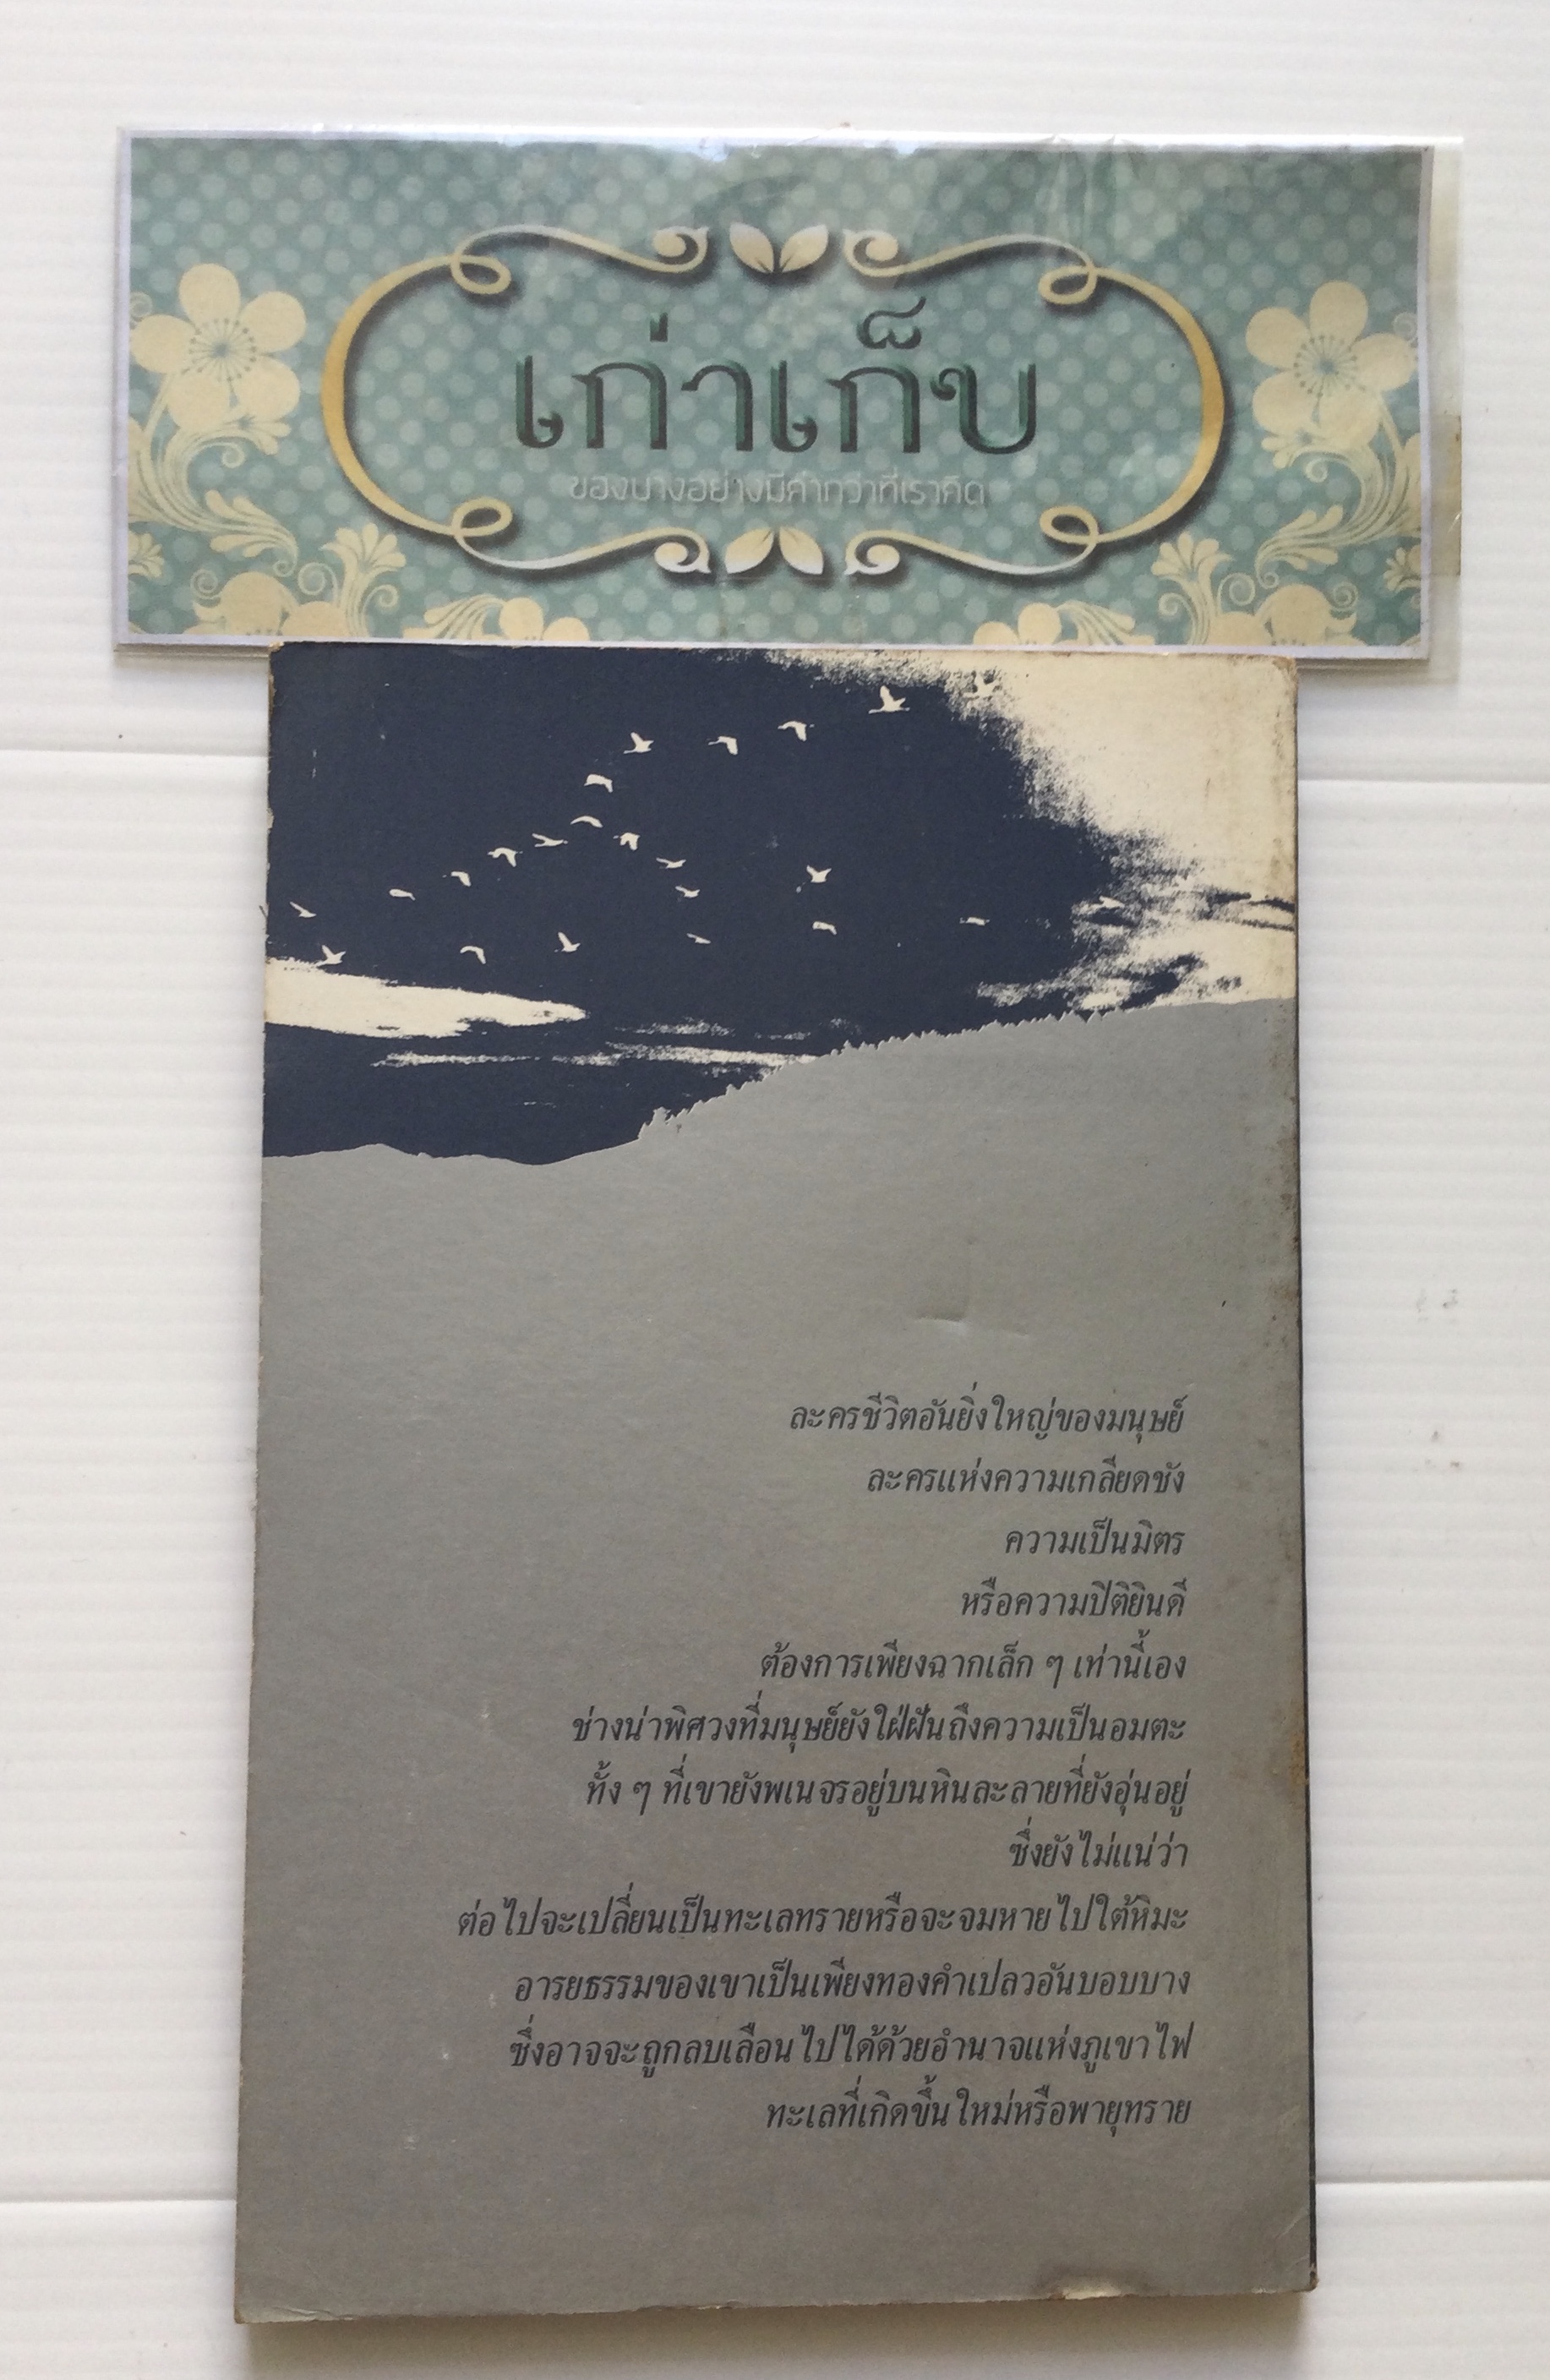 เก่าเก็บ
ของบางอย่างมีค่ากว่าที่เราคิด
ละครชีวิตอันยิ่งใหญ่ของมนุษย์
ละครแห่งความเกลียดชัง
ความเป็นมิตร
หรือความปิติยินดี
ต้องการเพียงฉากเล็ก ๆ เท่านี้เอง
ช่างน่าพิศวงที่มนุษย์ยังใฝ่ฝันถึงความเป็นอมตะ
ทั้ง ๆ ที่เขายังพเนจรอยู่บนหินละลายที่ยังอุ่นอยู่
ซึ่งยังไม่แน่ว่า
ต่อไปจะเปลี่ยนเป็นทะเลทรายหรือจะจมหายไปใต้หิมะ
อารยธรรมของเขาเป็นเพียงทองคำเปลวอันบอบบาง
ซึ่งอาจจะถูกลบเลือนไปได้ด้วยอำนาจแห่งภูเขาไฟ
ทะเลที่เกิดขึ้นใหม่หรือพายุทราย